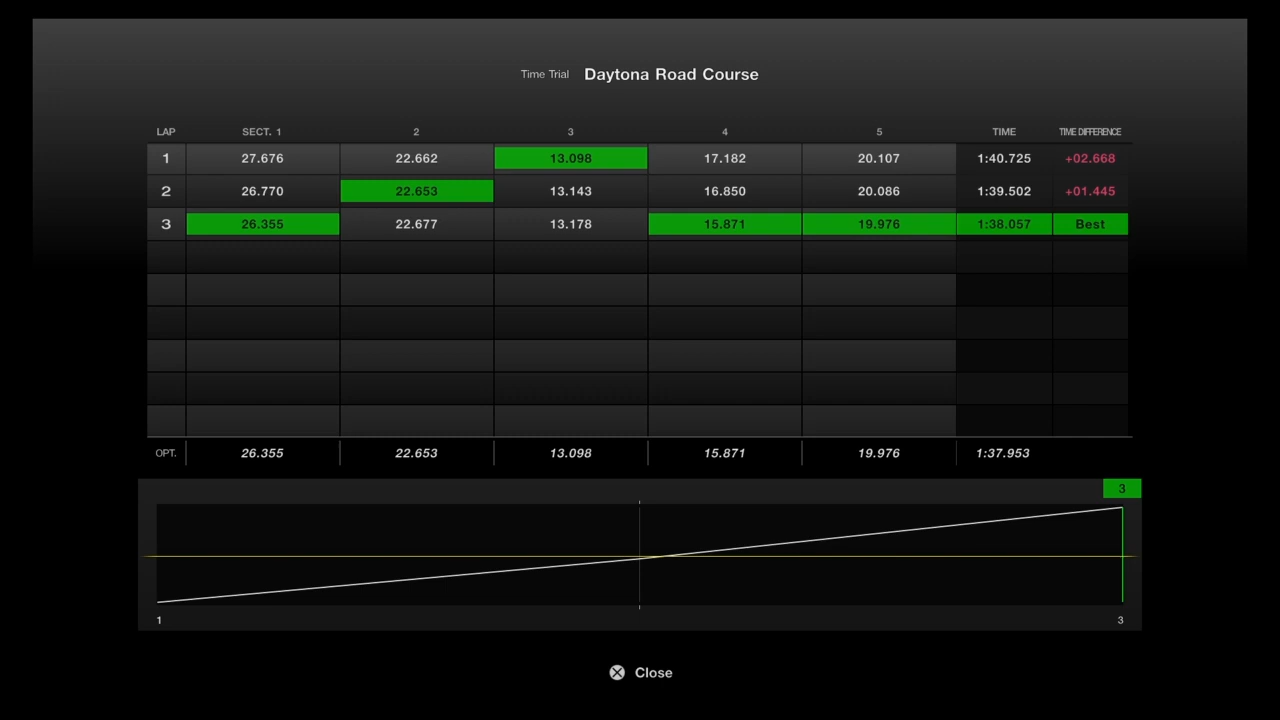 Time Trial Daytona Road Course
LAP SECT. 1 2 3 4 5 TIME TIME DIFFERENCE
1 27.676 22.662 13.098 17.182 20.107 1:40.725 +02.668
2 26.770 22.653 13.143 16.850 20.086 1:39.502 +01.445
3 26.355 22.677 13.178 15.871 19.976 1:38.057 Best
OPT. 26.355 22.653 13.098 15.871 19.976 1:37.953
3
1 3
Close